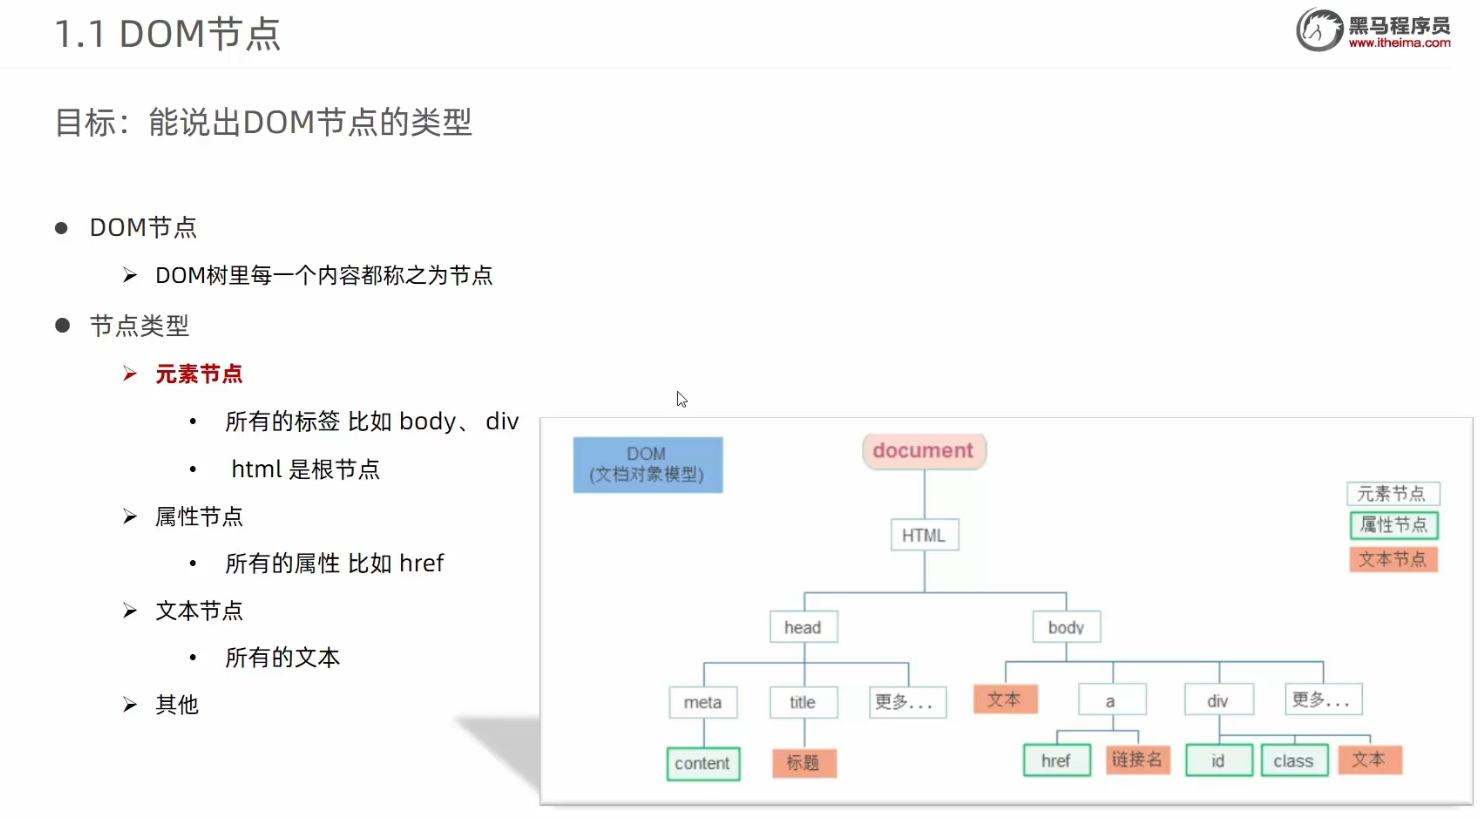 1.1 DOM节点
黑马程序员
www.itheima.com
目标：能说出DOM节点的类型
DOM节点
DOM树里每一个内容都称之为节点
节点类型
元素节点
所有的标签 比如 body、 div
html 是根节点
属性节点
所有的属性 比如 href
文本节点
所有的文本
其他
DOM
(文档对象模型)
document
元素节点
属性节点
文本节点
HTML
head
body
meta
title
更多...
文本
a
div
更多...
content
标题
href
链接名
id
class
文本